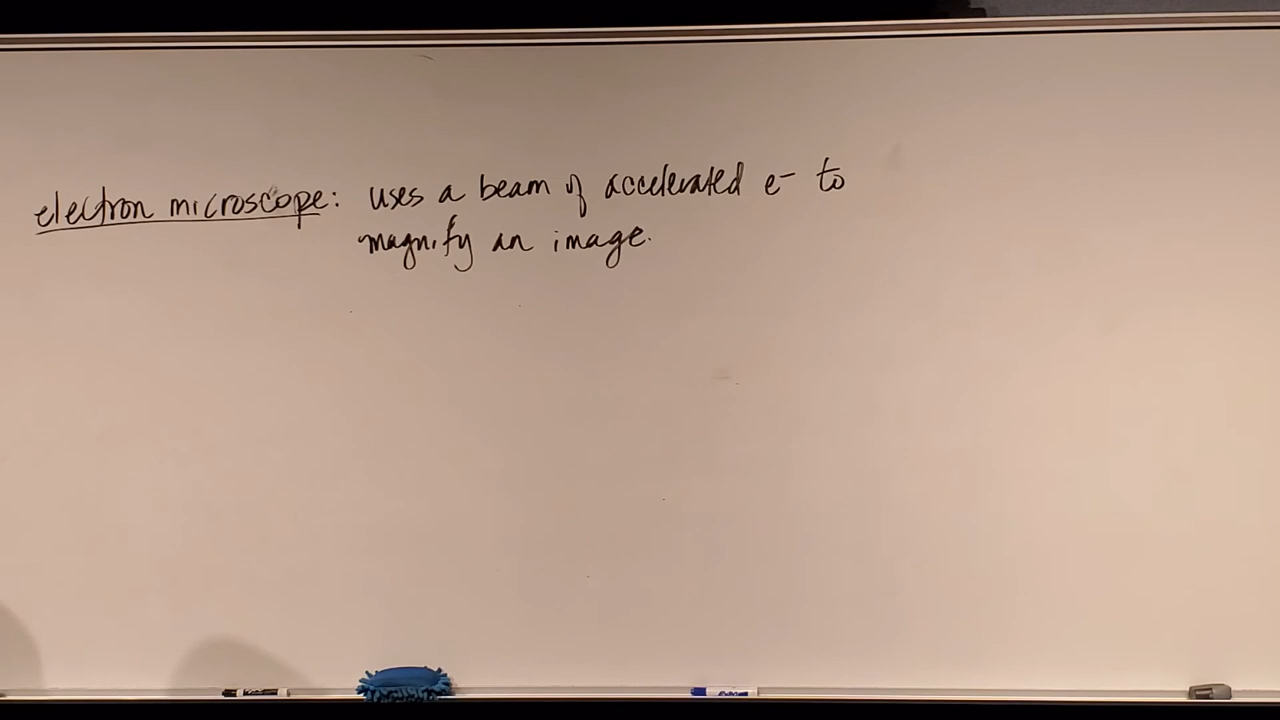 electron microscope: uses a beam of accelerated e- to
magnify an image.